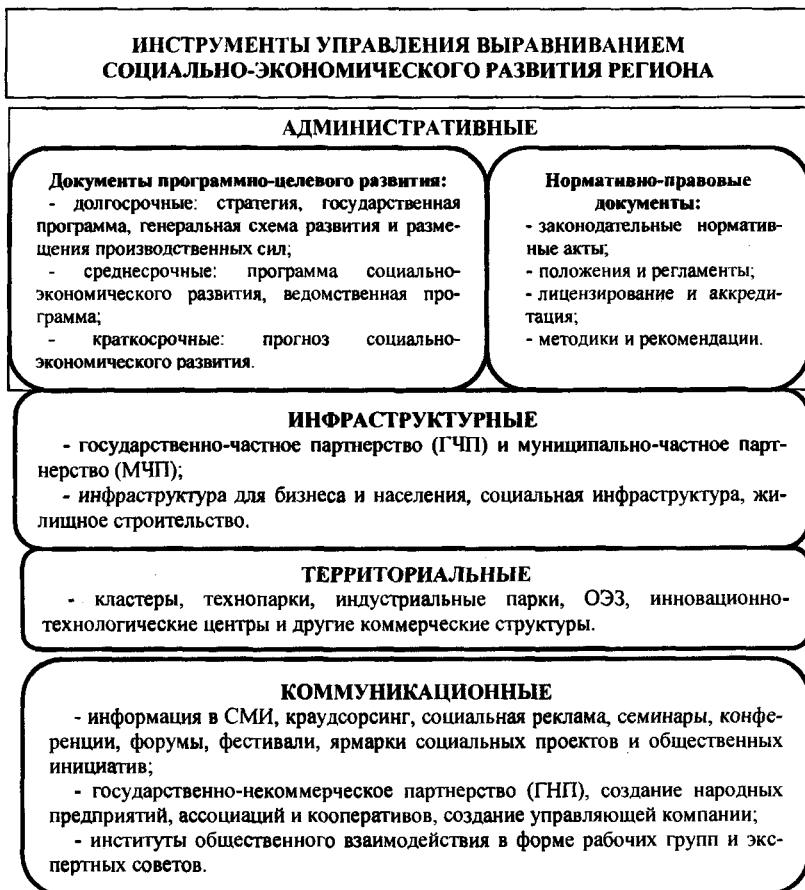 ИНСТРУМЕНТЫ УПРАВЛЕНИЯ ВЫРАВНИВАНИЕМ
СОЦИАЛЬНО-ЭКОНОМИЧЕСКОГО РАЗВИТИЯ РЕГИОНА
АДМИНИСТРАТИВНЫЕ
Документы программно-целевого развития:
- долгосрочные: стратегия, государственная
программа, генеральная схема развития и разме-
щения производственных сил;
- среднесрочные: программа социально-
экономического развития, ведомственная про-
грамма;
- краткосрочные: прогноз социально-
экономического развития.
Нормативно-правовые
документы:
- законодательные норматив-
ные акты;
- положения и регламенты;
- лицензирование и аккреди-
тация;
- методики и рекомендации.
ИНФРАСТРУКТУРНЫЕ
- государственно-частное партнерство (ГЧП) и муниципально-частное парт-
нерство (МЧП);
- инфраструктура для бизнеса и населения, социальная инфраструктура, жи-
лищное строительство.
ТЕРРИТОРИАЛЬНЫЕ
- кластеры, технопарки, индустриальные парки, ОЭЗ, инновационно-
технологические центры и другие коммерческие структуры.
КОММУНИКАЦИОННЫЕ
- информация в СМИ, краудсорсинг, социальная реклама, семинары, конфе-
ренции, форумы, фестивали, ярмарки социальных проектов и общественных
инициатив;
- государственно-некоммерческое партнерство (ГНП), создание народных
предприятий, ассоциаций и кооперативов, создание управляющей компании;
- институты общественного взаимодействия в форме рабочих групп и экс-
пертных советов.